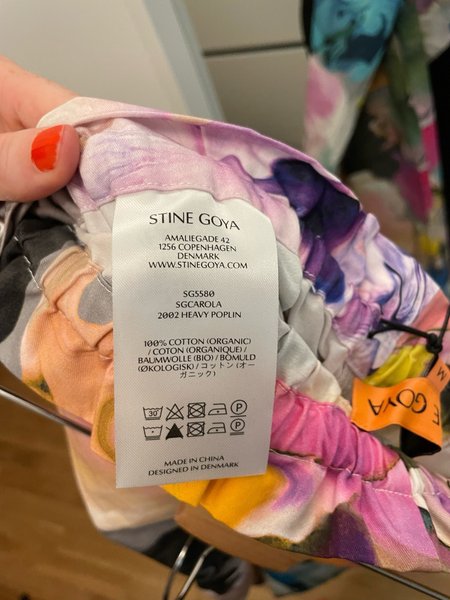 STINE GOYA
AMALIEGADE 42
1256 COPENHAGEN
DENMARK
WWW.STINEGOYA.COM
SG5580
SGCAROLA
2002 HEAVY POPLIN
100% COTTON (ORGANIC)
/ COTON (ORGANIQUE) /
BAUMWOLLE (BIO) / BOMULD
(ØKOLOGISK) / コットン (オー
ガニック)
30 P
P
MADE IN CHINA
DESIGNED IN DENMARK
E GOYA
M